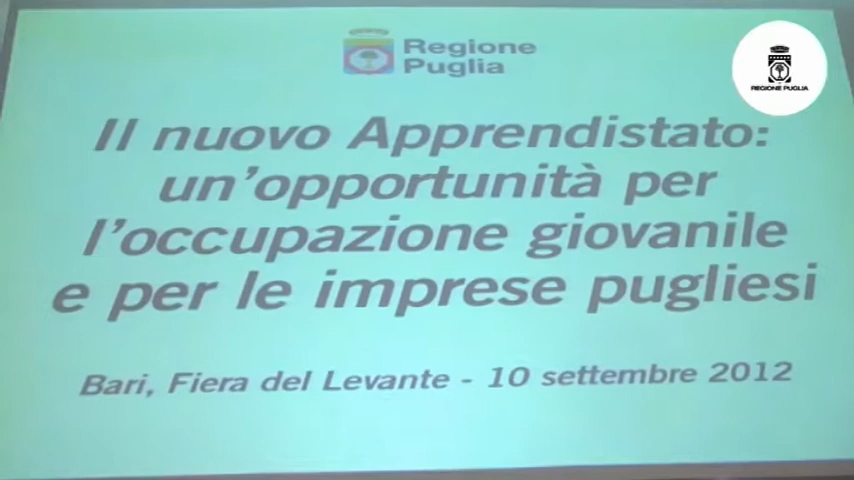 Regione
Puglia
REGIONE PUGLIA
Il nuovo Apprendistato:
un'opportunità per
l'occupazione giovanile
e per le imprese pugliesi
Bari, Fiera del Levante - 10 settembre 2012